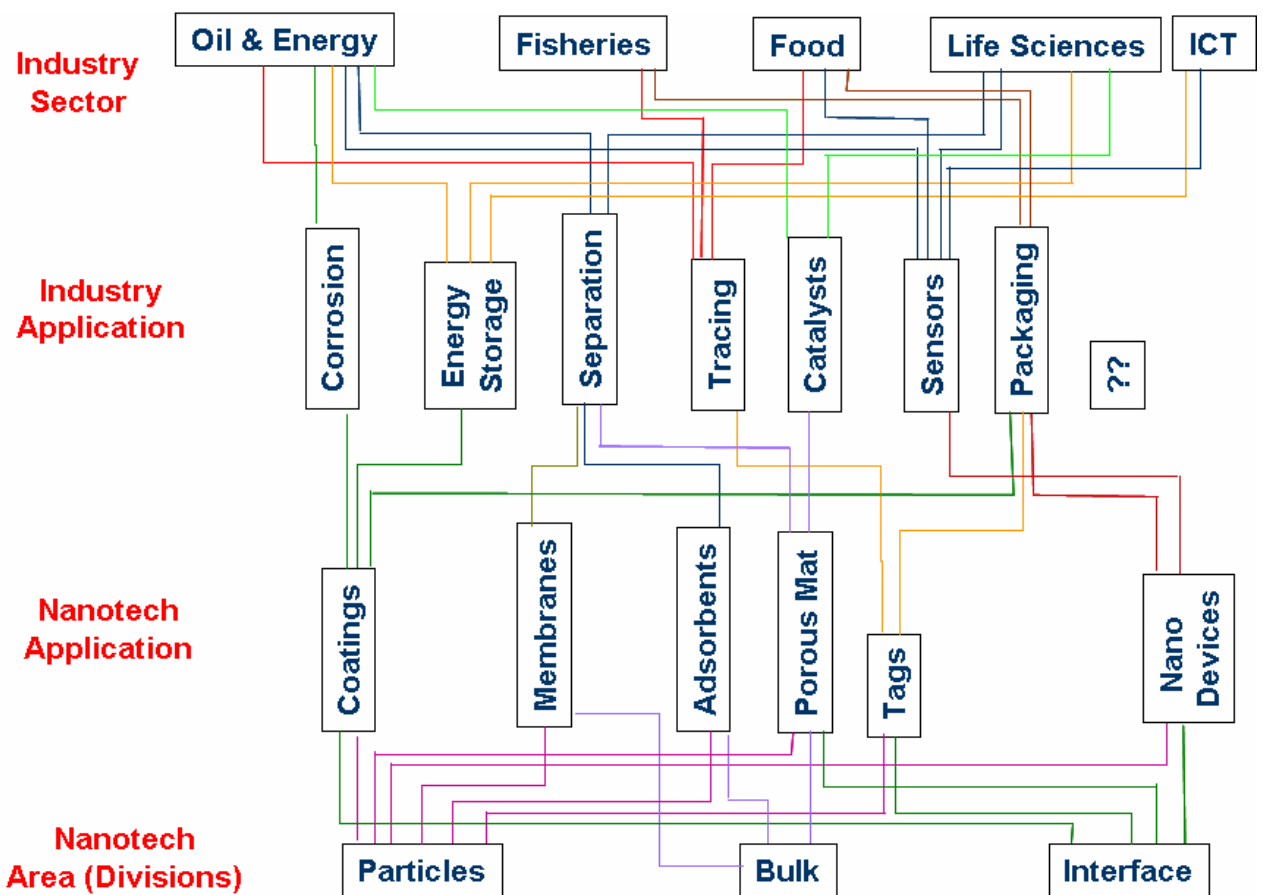 Oil & Energy
Fisheries
Food
Life Sciences
ICT
Industry
Sector
Industry
Application
Corrosion
Energy
Storage
Separation
Tracing
Catalysts
Sensors
Packaging
??
Nanotech
Application
Coatings
Membranes
Adsorbents
Porous Mat
Tags
Nano
Devices
Nanotech
Area (Divisions)
Particles
Bulk
Interface